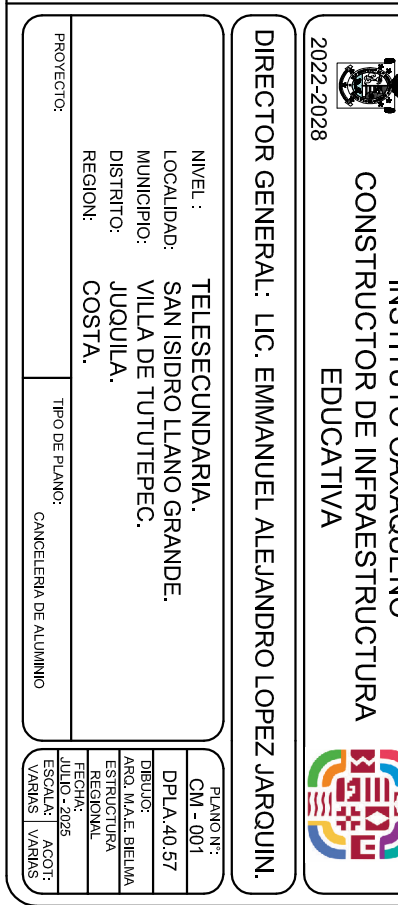 INSTITUTO OAXAQUEÑO
CONSTRUCTOR DE INFRAESTRUCTURA
EDUCATIVA
2022-2028
DIRECTOR GENERAL: LIC. EMMANUEL ALEJANDRO LOPEZ JARQUIN.
NIVEL : TELESECUNDARIA.
LOCALIDAD: SAN ISIDRO LLANO GRANDE.
MUNICIPIO: VILLA DE TUTUTEPEC.
DISTRITO: JUQUILA.
REGION: COSTA.
PROYECTO:
TIPO DE PLANO:
CANCELERIA DE ALUMINIO
PLANO N°:
CM - 001
DPLA-40.57
DIBUJO:
ARQ. M.A.E. BIELMA
ESTRUCTURA
REGIONAL
FECHA:
JULIO - 2025
ESCALA: ACOT:
VARIAS VARIAS